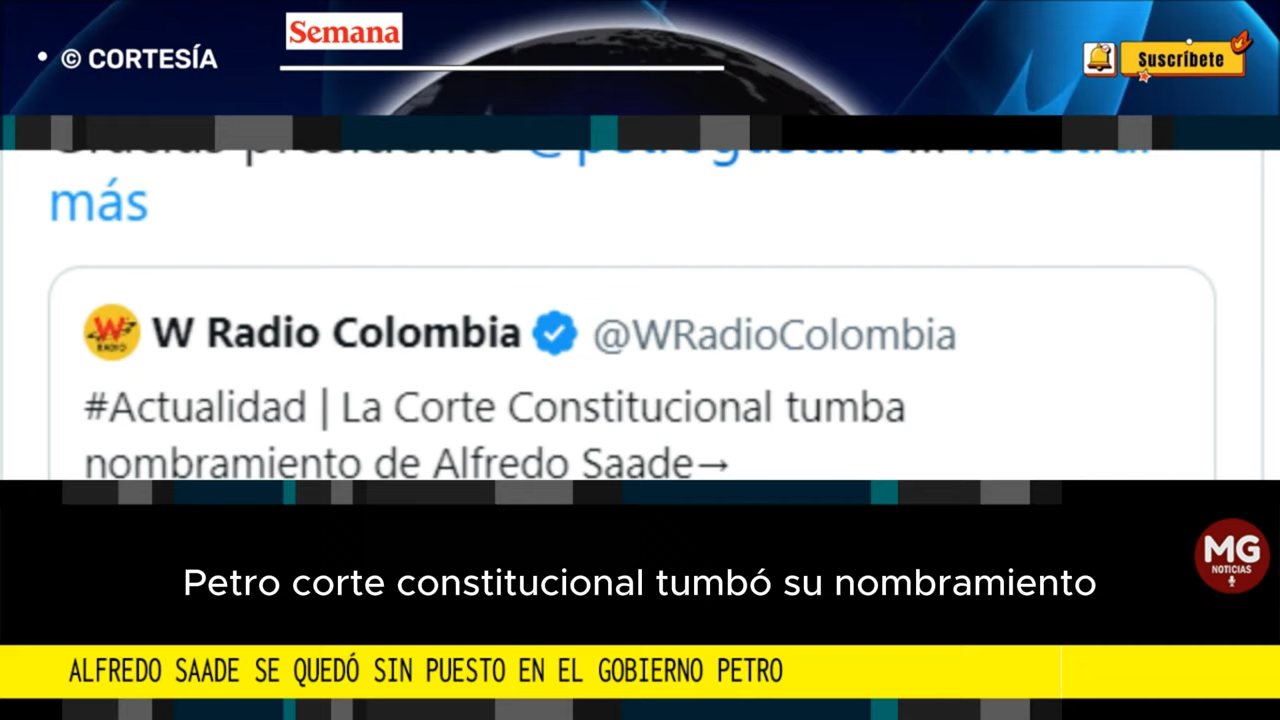 Semana
• © CORTESÍA
Suscríbete
más
W Radio Colombia @WRadioColombia
#Actualidad | La Corte Constitucional tumba
nombramiento de Alfredo Saade→
Petro corte constitucional tumbó su nombramiento
MG
NOTICIAS
ALFREDO SAADE SE QUEDÓ SIN PUESTO EN EL GOBIERNO PETRO